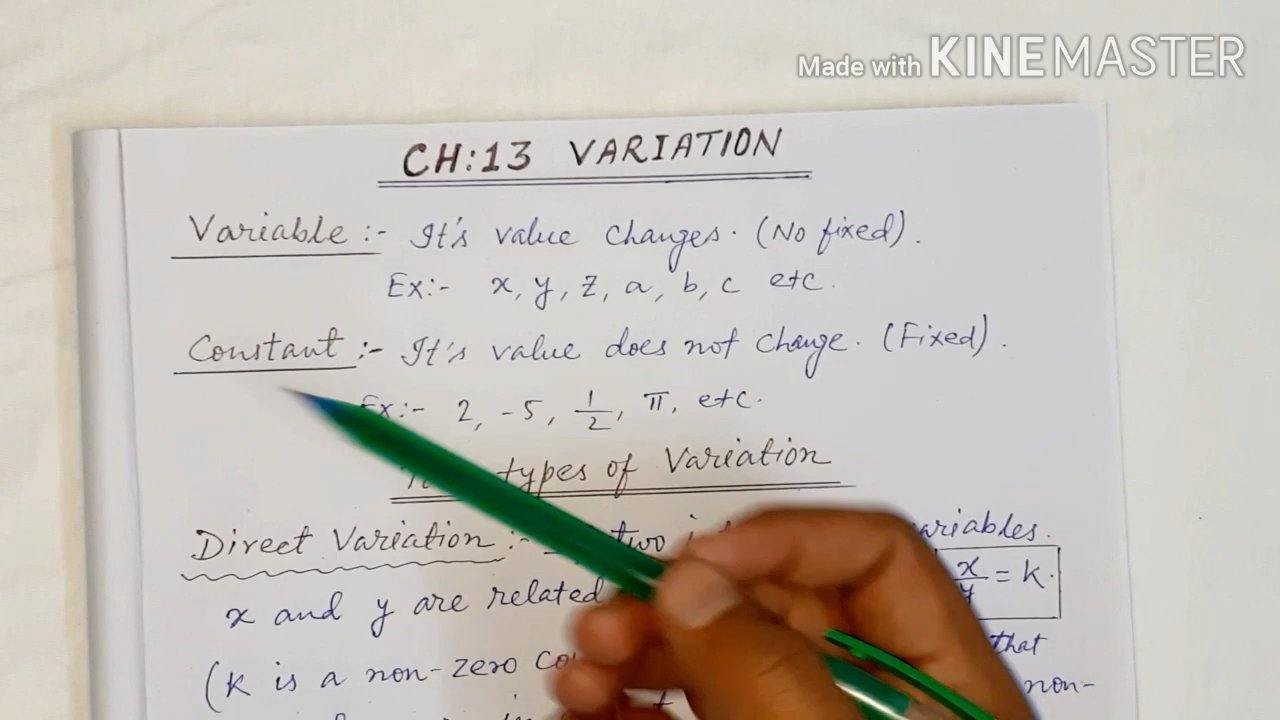 Made with KINEMASTER
CH:13 VARIATION
Variable :- It's value changes. (No fixed).
Ex:- x, y, z, a, b, c etc.
Constant :- It's value does not change. (Fixed).
Ex:- 2, -5, 1/2, π, etc.
types of Variation
Direct Variation :- two variables.
x and y are related x/y = k.
(k is a non-zero that
non-